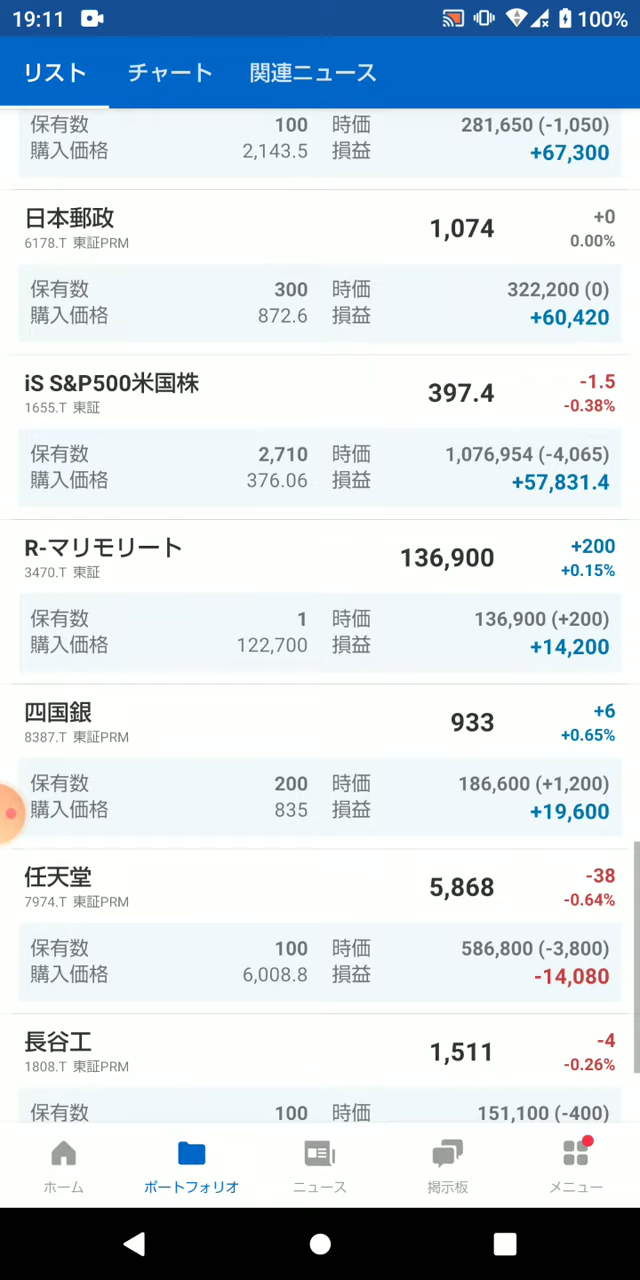 19:11 100%
リスト チャート 関連ニュース
保有数 100 時価 281,650 (-1,050)
購入価格 2,143.5 損益 +67,300
日本郵政 1,074 +0
6178.T 東証PRM 0.00%
保有数 300 時価 322,200 (0)
購入価格 872.6 損益 +60,420
iS S&P500米国株 397.4 -1.5
1655.T 東証 -0.38%
保有数 2,710 時価 1,076,954 (-4,065)
購入価格 376.06 損益 +57,831.4
R-マリモリート 136,900 +200
3470.T 東証 +0.15%
保有数 1 時価 136,900 (+200)
購入価格 122,700 損益 +14,200
四国銀 933 +6
8387.T 東証PRM +0.65%
保有数 200 時価 186,600 (+1,200)
購入価格 835 損益 +19,600
任天堂 5,868 -38
7974.T 東証PRM -0.64%
保有数 100 時価 586,800 (-3,800)
購入価格 6,008.8 損益 -14,080
長谷工 1,511 -4
1808.T 東証PRM -0.26%
保有数 100 時価 151,100 (-400)
ホーム ポートフォリオ ニュース 掲示板 メニュー